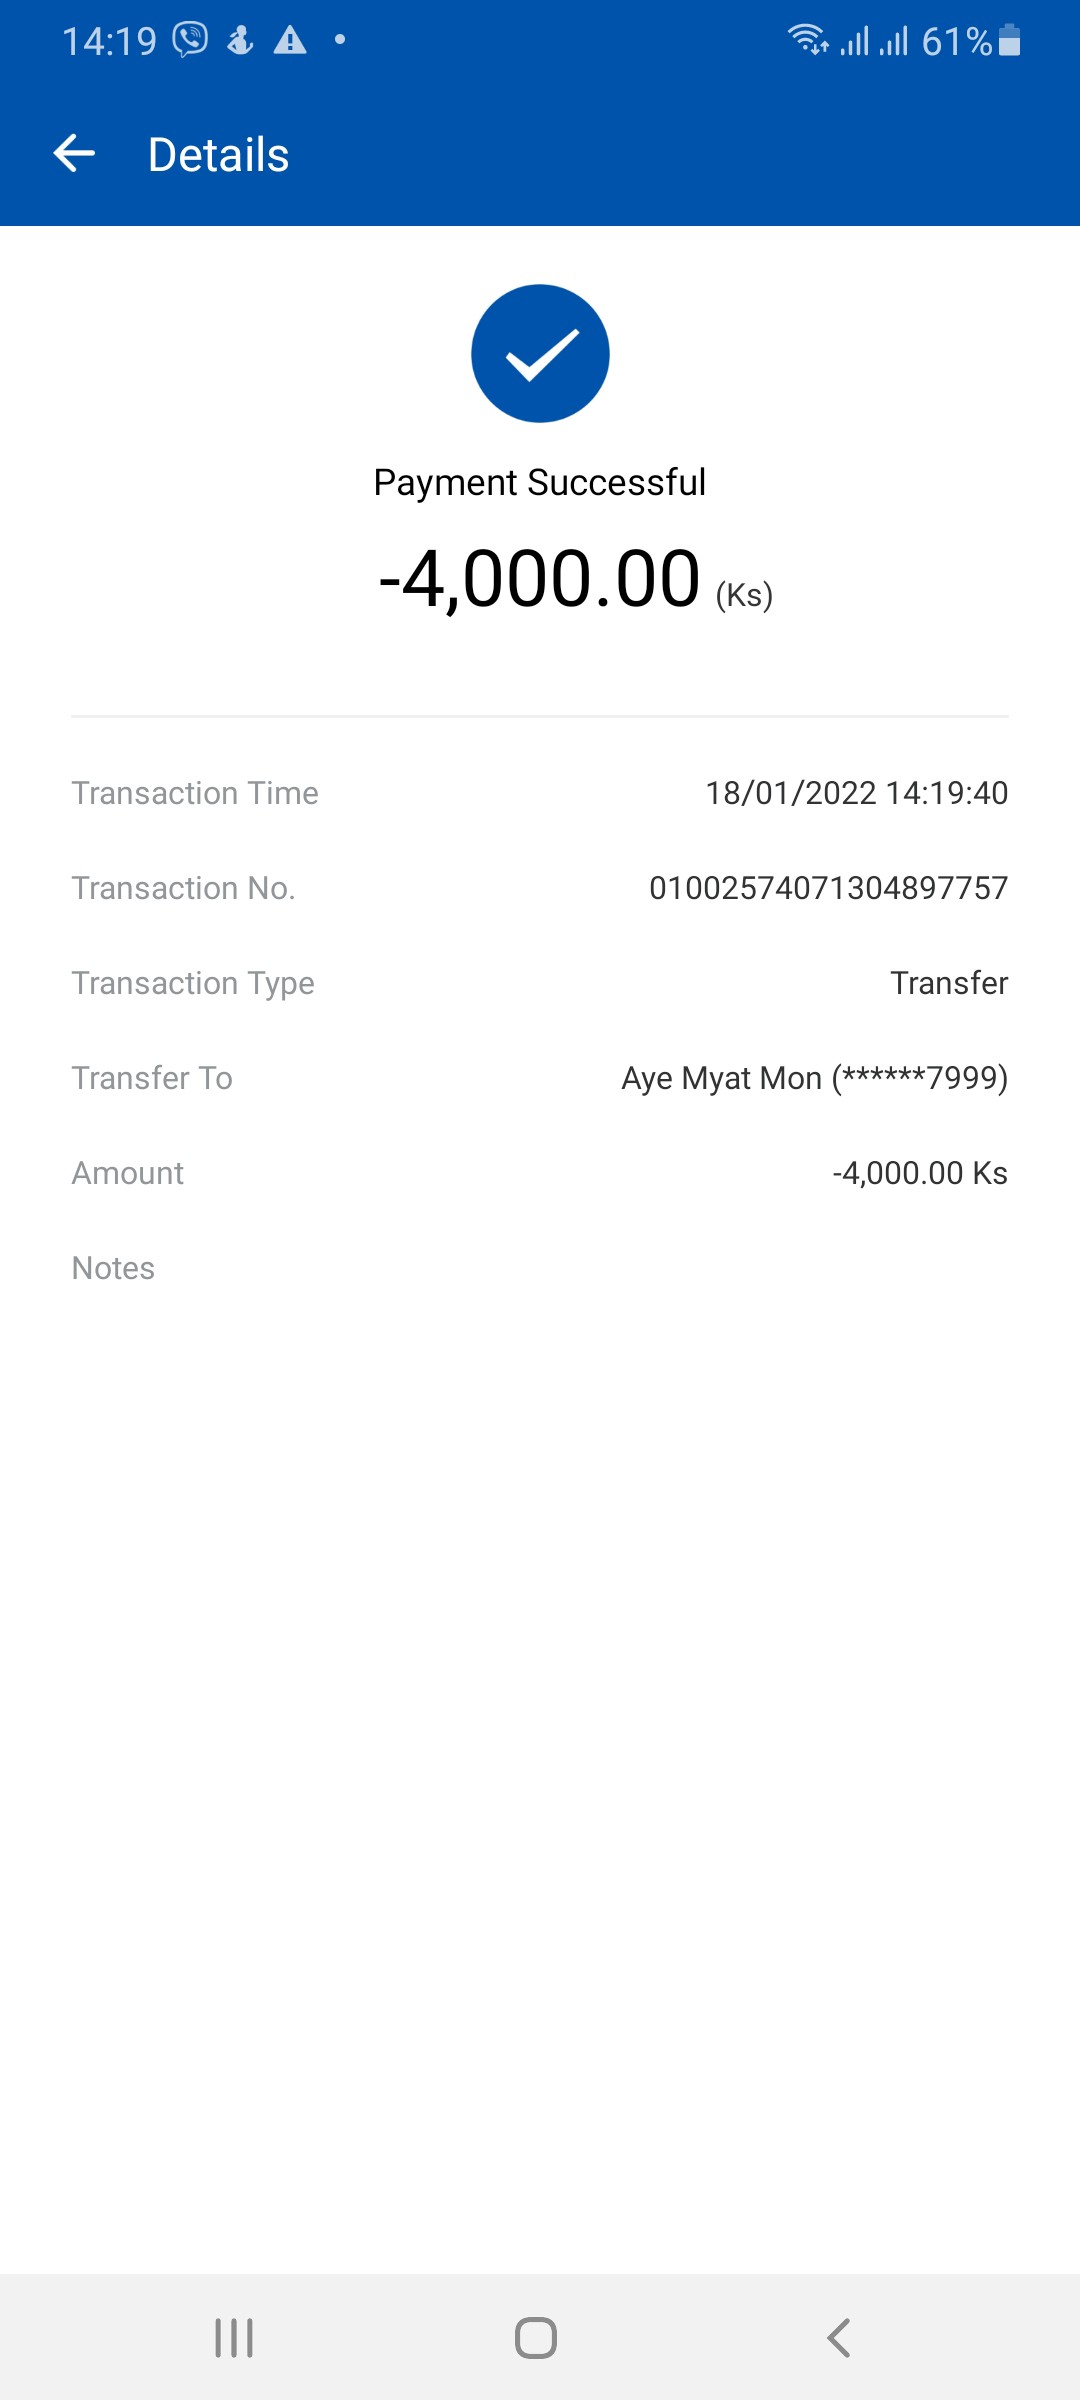 14:19 61%
Details
Payment Successful
-4,000.00 (Ks)
Transaction Time 18/01/2022 14:19:40
Transaction No. 01002574071304897757
Transaction Type Transfer
Transfer To Aye Myat Mon (******7999)
Amount -4,000.00 Ks
Notes